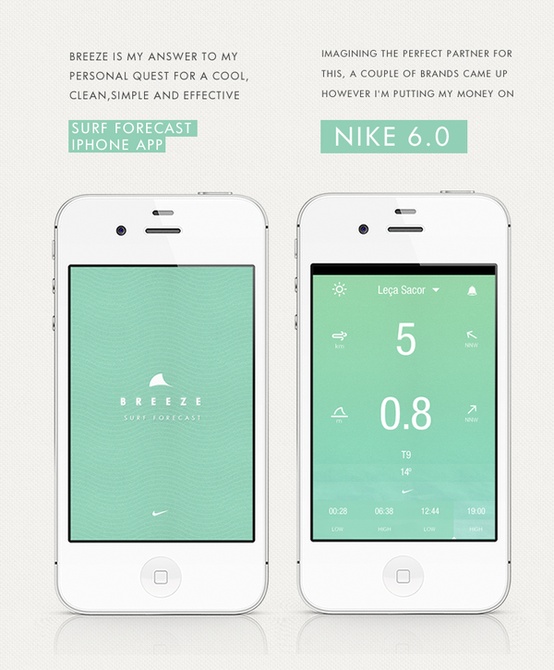 BREEZE IS MY ANSWER TO MY
PERSONAL QUEST FOR A COOL,
CLEAN,SIMPLE AND EFFECTIVE
SURF FORECAST
IPHONE APP
IMAGINING THE PERFECT PARTNER FOR
THIS, A COUPLE OF BRANDS CAME UP
HOWEVER I'M PUTTING MY MONEY ON
NIKE 6.0
BREEZE
SURF FORECAST
Leça Sacor
5
km
NNW
0.8
m
NNW
T9
14º
00:28 06:38 12:44 19:00
LOW HIGH LOW HIGH